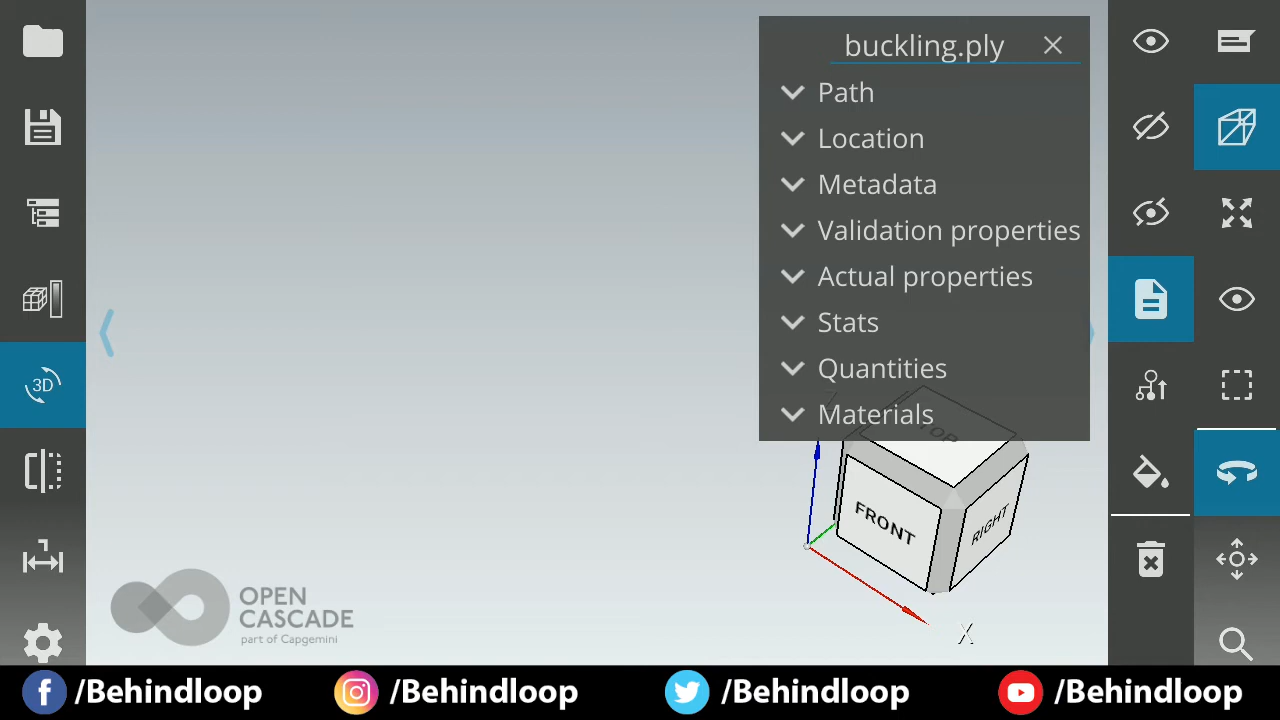 buckling.ply
Path
Location
Metadata
Validation properties
Actual properties
Stats
Quantities
Materials
3D
TOP
FRONT
RIGHT
X
OPEN
CASCADE
part of Capgemini
/Behindloop
/Behindloop
/Behindloop
/Behindloop